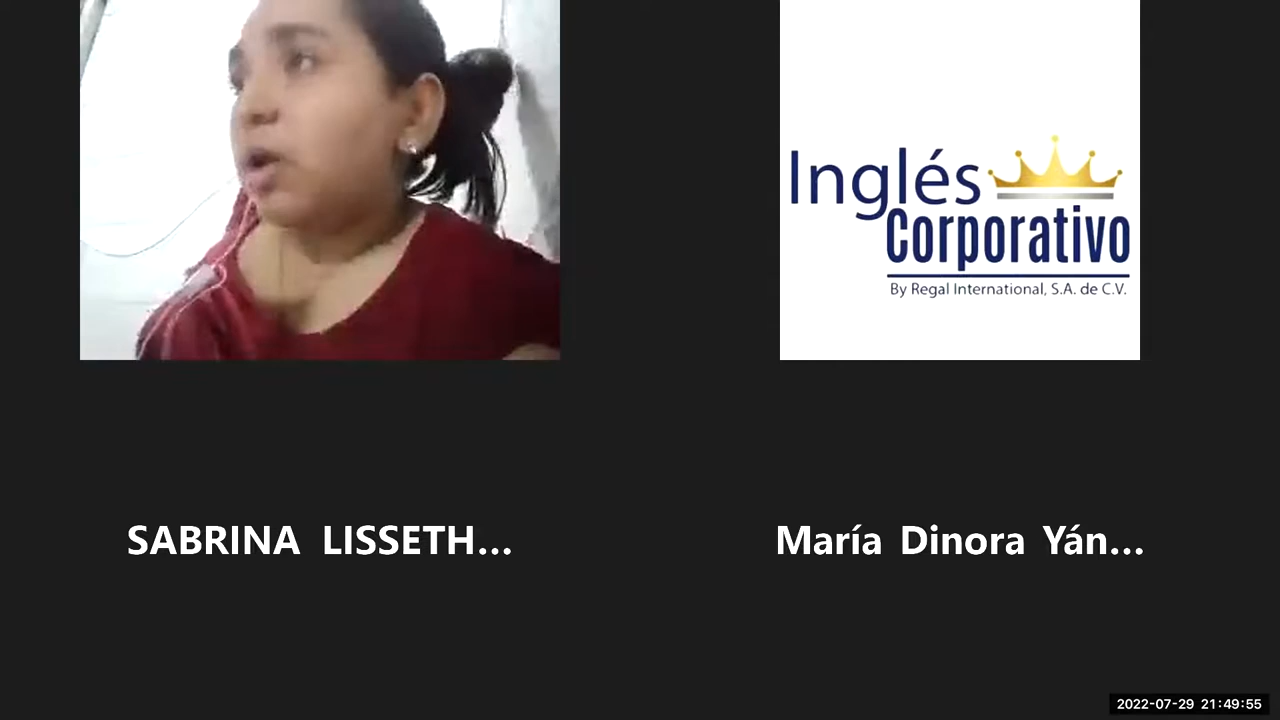 Inglés
Corporativo
By Regal International, S.A. de C.V.
SABRINA LISSETH...
María Dinora Yán...
2022-07-29 21:49:55